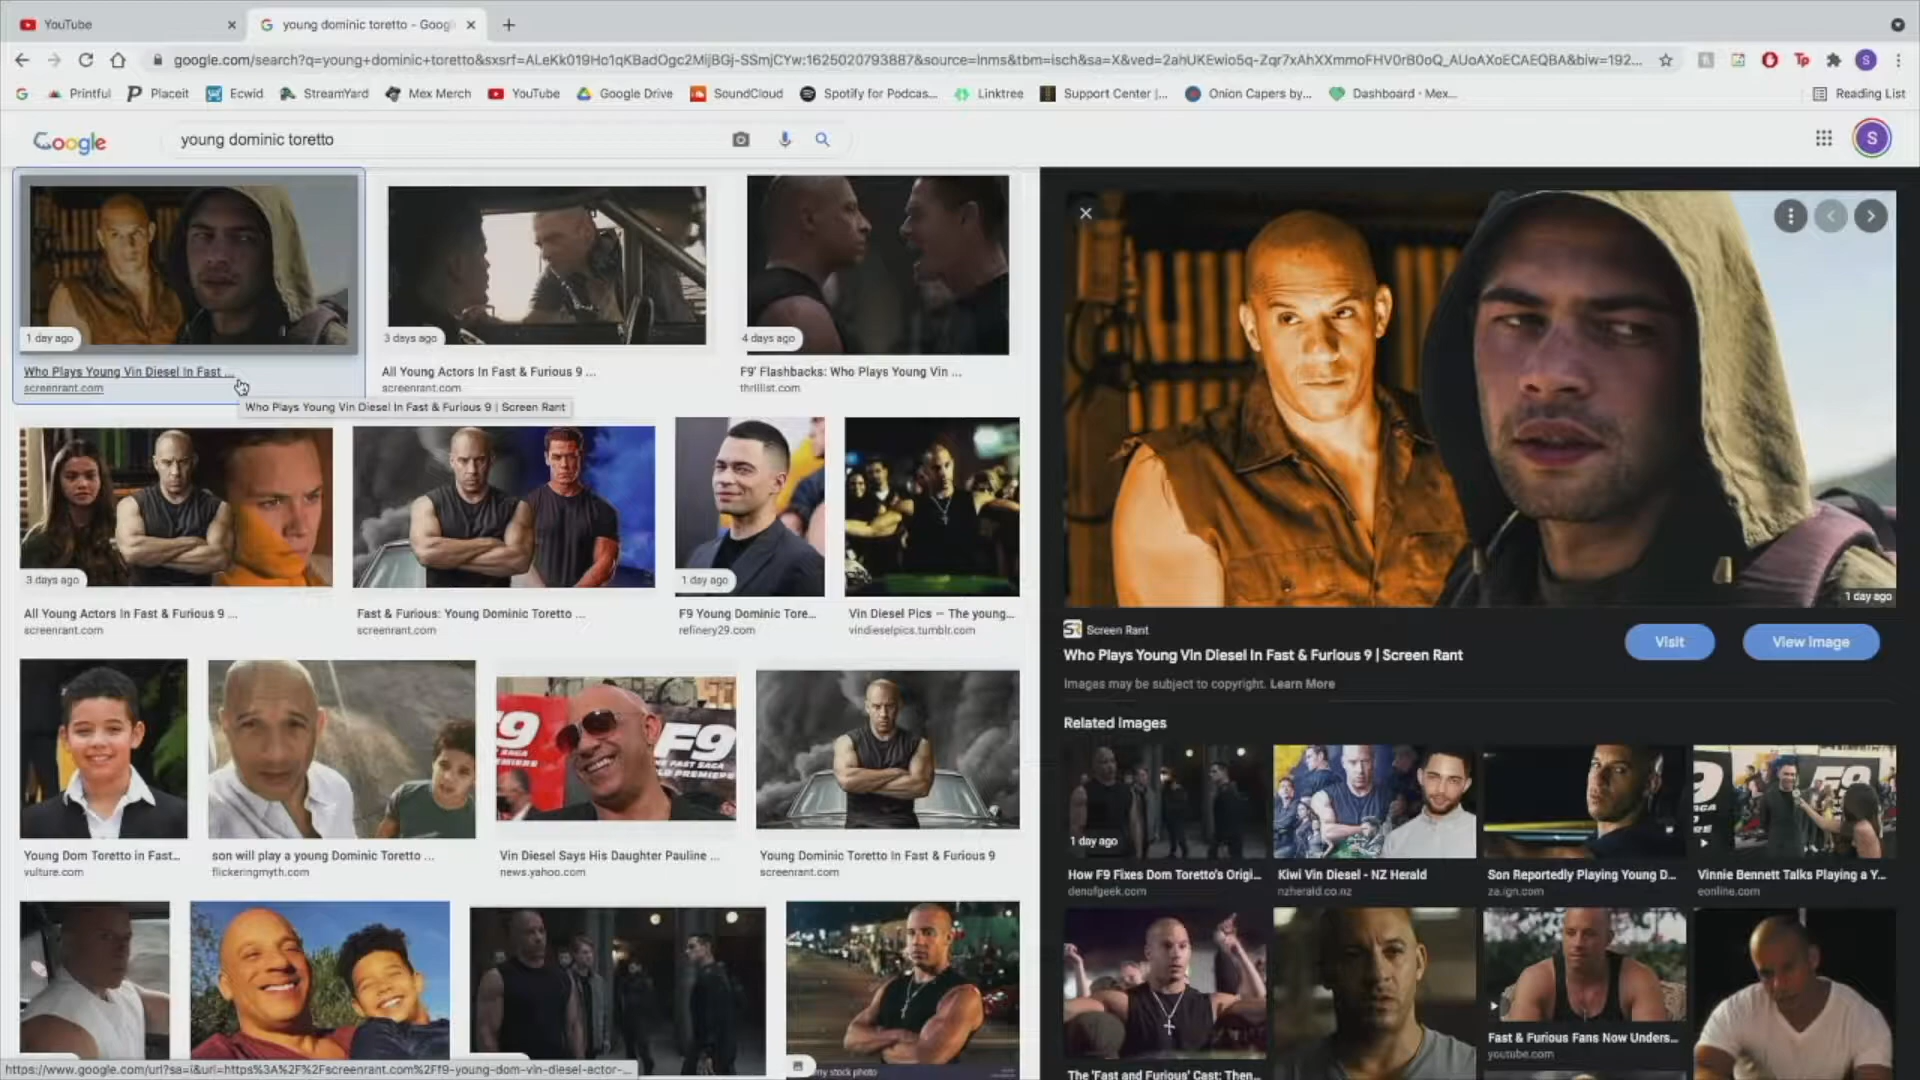 YouTube
young dominic toretto - Goog
google.com/search?q=young+dominic+toretto&sxsrf=ALeKk019Ho1qKBadOgc2MijBGj-SSmjCYw:1625020793887&source=lnms&tbm=isch&sa=X&ved=2ahUKEwio5q-Zqr7xAhXXmmoFHV0rB0oQ_AUoAXoECAEQBA&biw=192...
Printful
Placeit
Ecwid
StreamYard
Mex Merch
YouTube
Google Drive
SoundCloud
Spotify for Podcas...
Linktree
Support Center |...
Onion Capers by...
Dashboard · Mex...
Reading List
Google
young dominic toretto
S
1 day ago
3 days ago
4 days ago
Who Plays Young Vin Diesel In Fast ...
screenrant.com
All Young Actors In Fast & Furious 9 ...
screenrant.com
F9' Flashbacks: Who Plays Young Vin ...
thrillist.com
Who Plays Young Vin Diesel In Fast & Furious 9 | Screen Rant
3 days ago
1 day ago
All Young Actors In Fast & Furious 9 ...
screenrant.com
Fast & Furious: Young Dominic Toretto ...
screenrant.com
F9 Young Dominic Tore...
refinery29.com
Vin Diesel Pics — The young...
vindieselpics.tumblr.com
F9
F9
THE FAST SAGA
Young Dom Toretto in Fast...
vulture.com
son will play a young Dominic Toretto ...
flickeringmyth.com
Vin Diesel Says His Daughter Pauline ...
news.yahoo.com
Young Dominic Toretto In Fast & Furious 9
screenrant.com
my stock photo
https://www.google.com/url?sa=i&url=https%3A%2F%2Fscreenrant.com%2Ff9-young-dom-vin-diesel-actor-...
1 day ago
Screen Rant
Who Plays Young Vin Diesel In Fast & Furious 9 | Screen Rant
Images may be subject to copyright. Learn More
Visit
View Image
Related Images
1 day ago
F9
How F9 Fixes Dom Toretto's Origi...
denofgeek.com
Kiwi Vin Diesel - NZ Herald
nzherald.co.nz
Son Reportedly Playing Young D...
za.ign.com
Vinnie Bennett Talks Playing a Y...
eonline.com
Fast & Furious Fans Now Unders...
youtube.com
The 'Fast and Furious' Cast: Then...